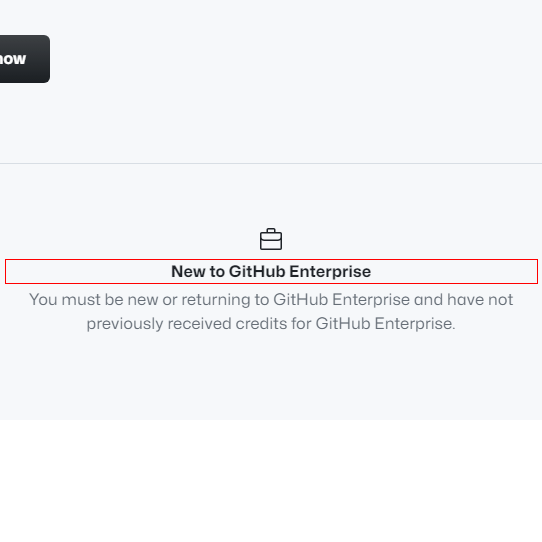 now
New to GitHub Enterprise
You must be new or returning to GitHub Enterprise and have not
previously received credits for GitHub Enterprise.